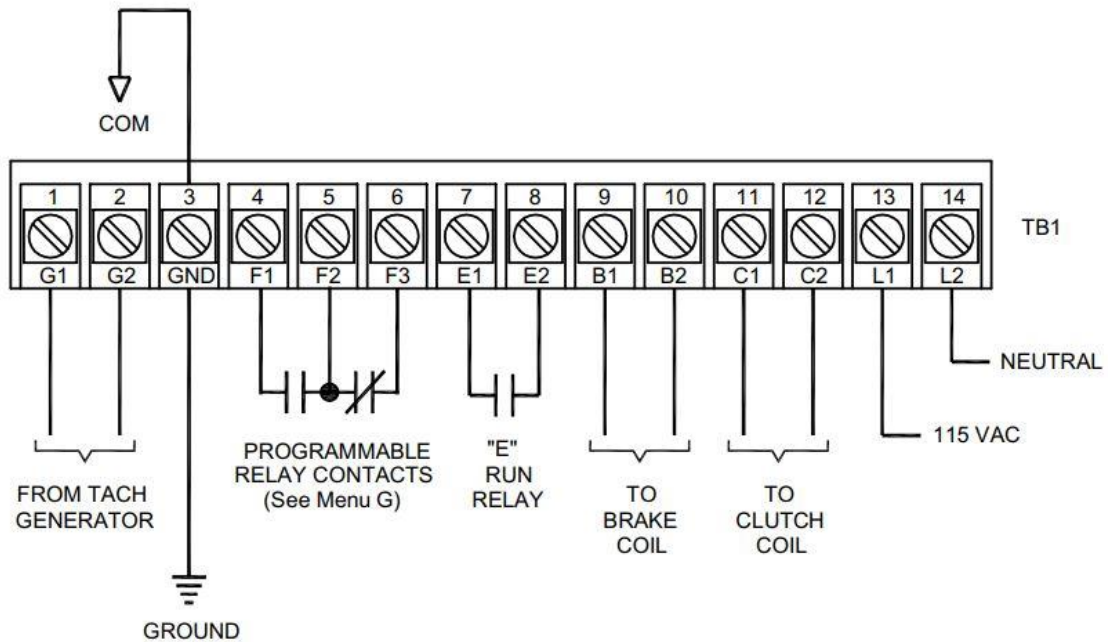 COM
1 2 3 4 5 6 7 8 9 10 11 12 13 14
TB1
G1 G2 GND F1 F2 F3 E1 E2 B1 B2 C1 C2 L1 L2
NEUTRAL
115 VAC
FROM TACH
GENERATOR
PROGRAMMABLE
RELAY CONTACTS
(See Menu G)
"E"
RUN
RELAY
TO
BRAKE
COIL
TO
CLUTCH
COIL
GROUND